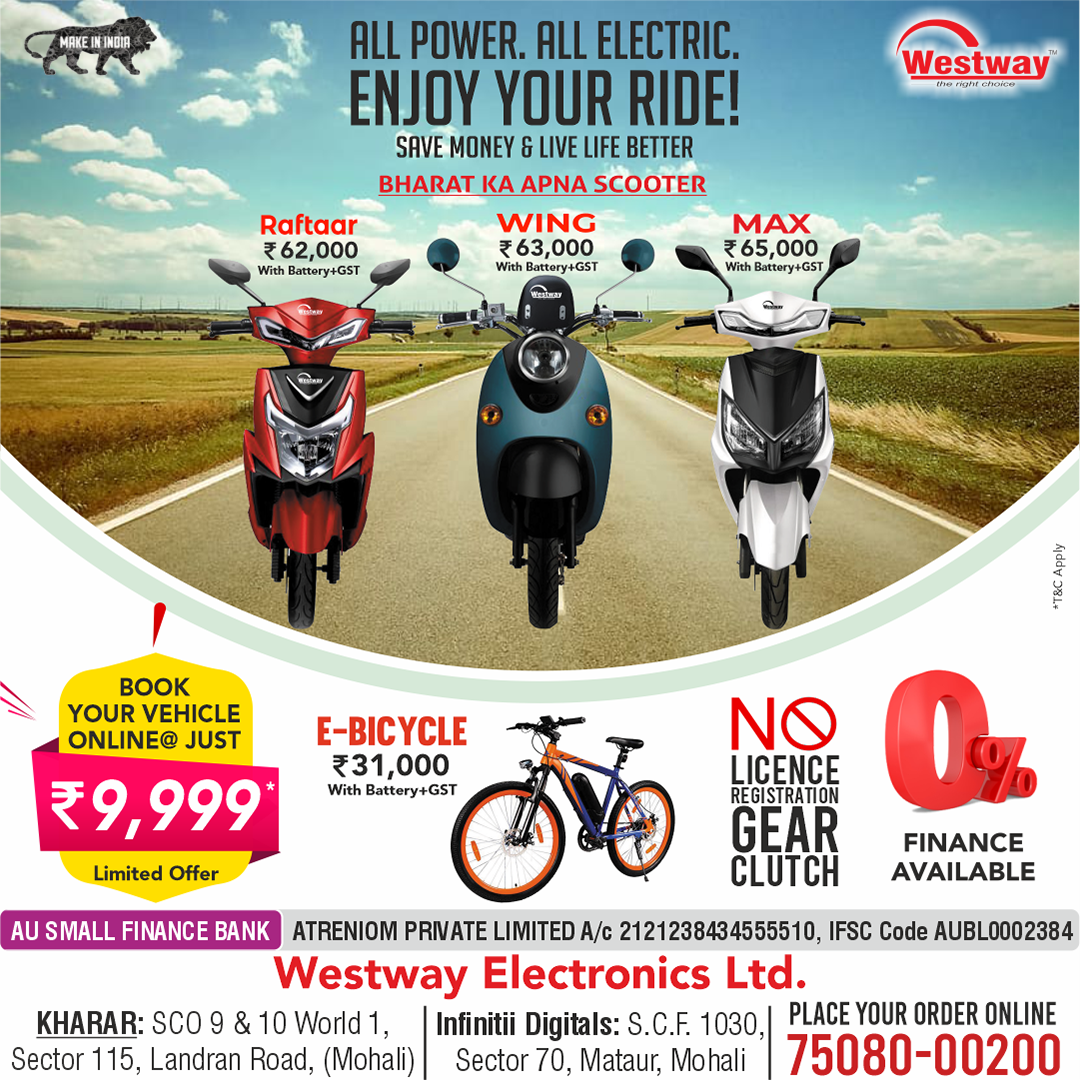 MAKE IN INDIA
ALL POWER. ALL ELECTRIC.
ENJOY YOUR RIDE!
SAVE MONEY & LIVE LIFE BETTER
BHARAT KA APNA SCOOTER
Westway™
the right choice
Raftaar
₹62,000
With Battery+GST
WING
₹63,000
With Battery+GST
MAX
₹65,000
With Battery+GST
Westway
Westway
Westway
*T&C Apply
BOOK
YOUR VEHICLE
ONLINE@ JUST
₹9,999*
Limited Offer
E-BICYCLE
₹31,000
With Battery+GST
NO
LICENCE
REGISTRATION
GEAR
CLUTCH
0%
FINANCE
AVAILABLE
AU SMALL FINANCE BANK
ATRENIOM PRIVATE LIMITED A/c 2121238434555510, IFSC Code AUBL0002384
Westway Electronics Ltd.
KHARAR: SCO 9 & 10 World 1,
Sector 115, Landran Road, (Mohali)
Infinitii Digitals: S.C.F. 1030,
Sector 70, Mataur, Mohali
PLACE YOUR ORDER ONLINE
75080-00200